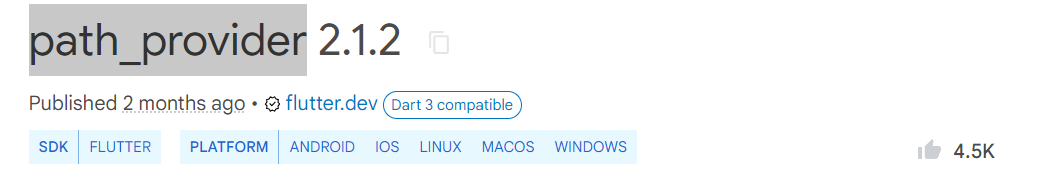 path_provider 2.1.2
Published 2 months ago • flutter.dev Dart 3 compatible
SDK FLUTTER PLATFORM ANDROID IOS LINUX MACOS WINDOWS
4.5K